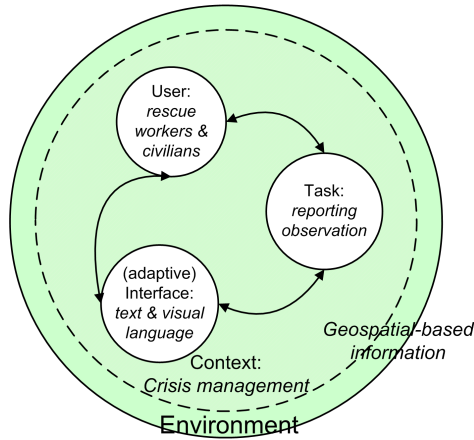 User:
rescue
workers &
civilians
Task:
reporting
observation
(adaptive)
Interface:
text & visual
language
Geospatial-based
information
Context:
Crisis management
Environment